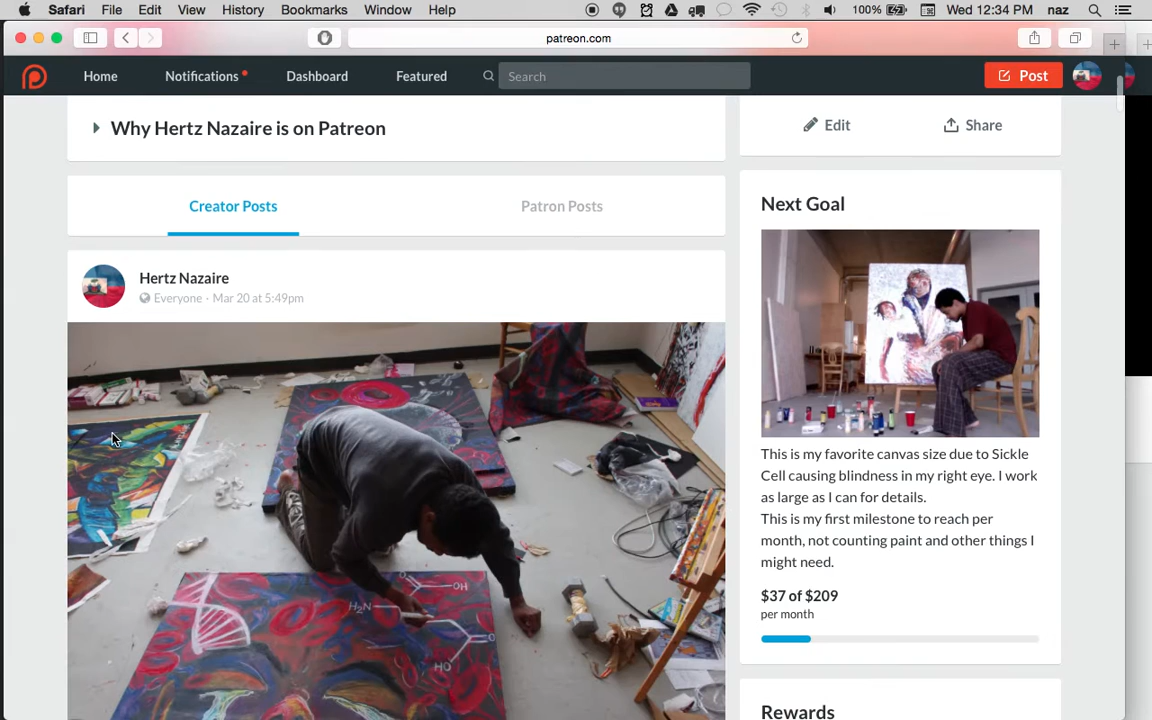 Safari File Edit View History Bookmarks Window Help 100% Wed 12:34 PM naz
patreon.com
Home Notifications Dashboard Featured Search Post
Why Hertz Nazaire is on Patreon
Edit Share
Creator Posts Patron Posts
Next Goal
Hertz Nazaire
Everyone · Mar 20 at 5:49pm
This is my favorite canvas size due to Sickle
Cell causing blindness in my right eye. I work
as large as I can for details.
This is my first milestone to reach per
month, not counting paint and other things I
might need.
$37 of $209
per month
OH
H₂N
O
HO
Rewards